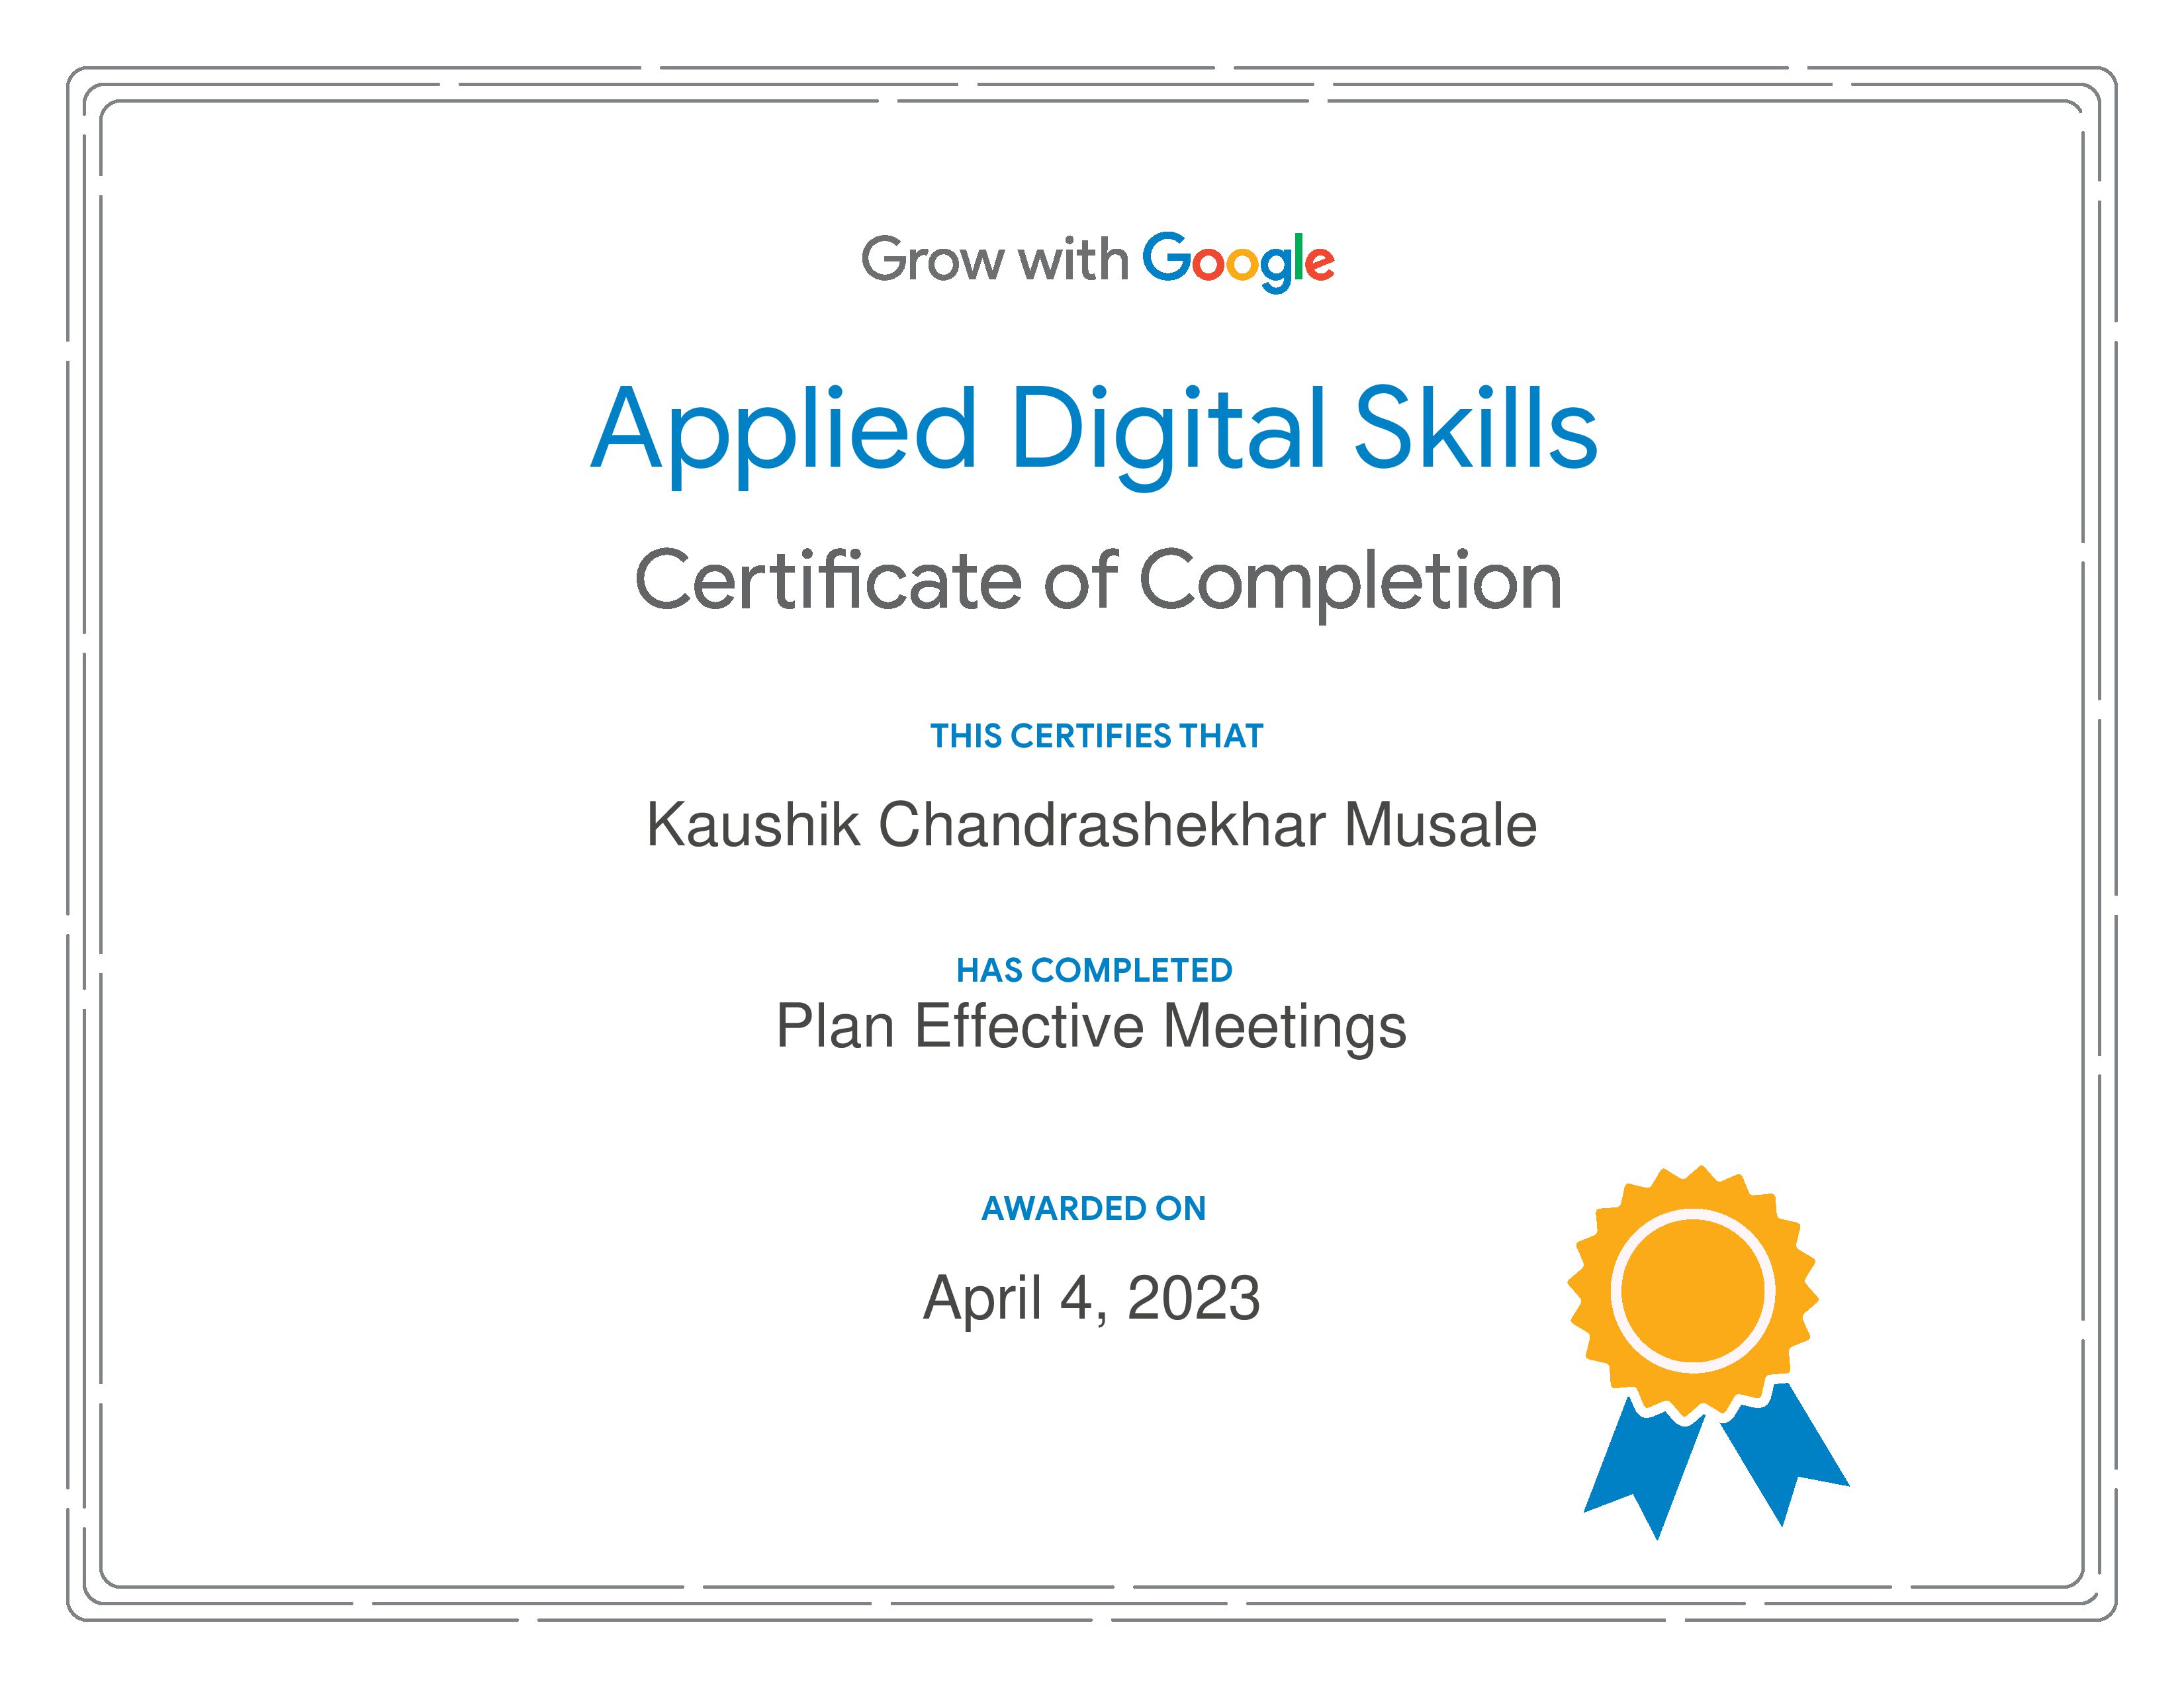 Grow with Google
Applied Digital Skills
Certificate of Completion
THIS CERTIFIES THAT
Kaushik Chandrashekhar Musale
HAS COMPLETED
Plan Effective Meetings
AWARDED ON
April 4, 2023